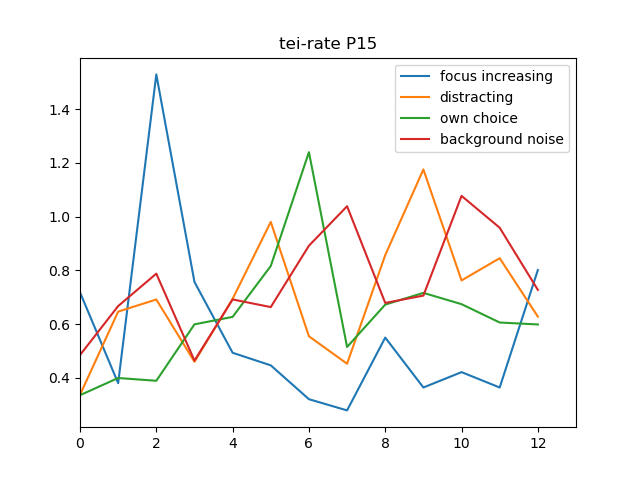 tei-rate P15
focus increasing
distracting
own choice
background noise
1.4
1.2
1.0
0.8
0.6
0.4
0 2 4 6 8 10 12